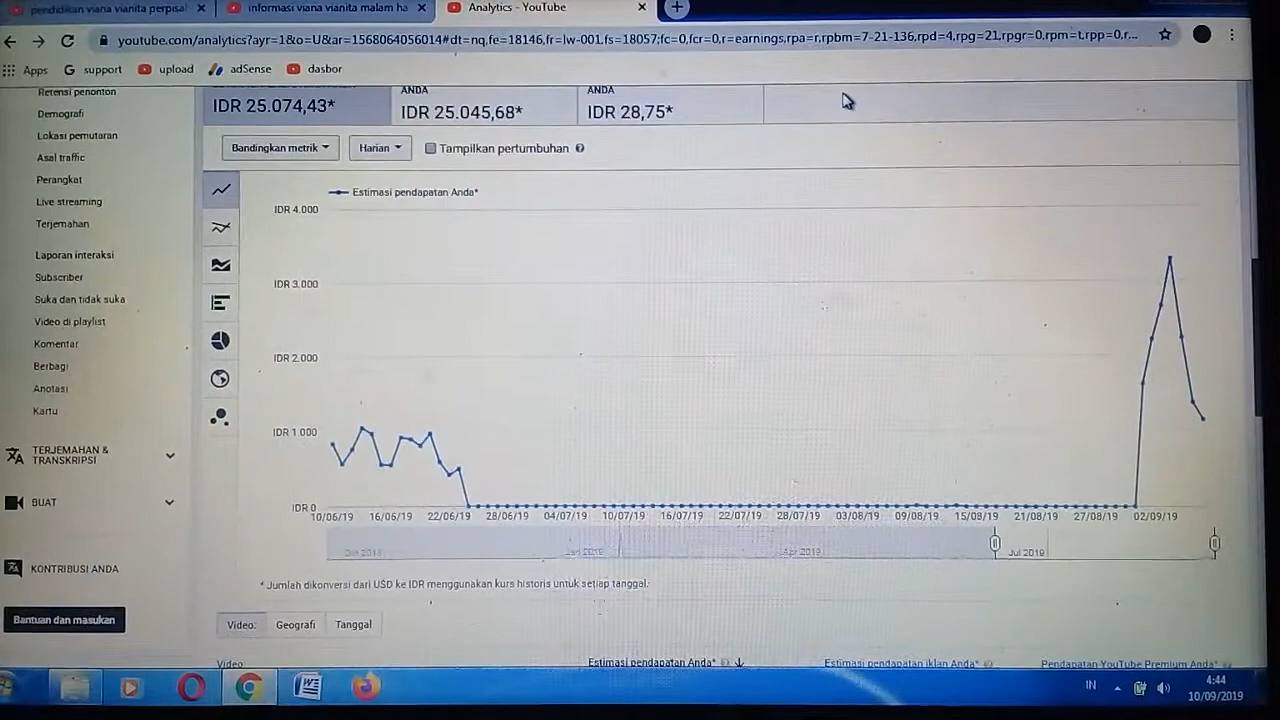 pendidikan viana vianita perpisal
informasi viana vianita malam ha
Analytics - YouTube
youtube.com/analytics?ayr=1&o=U&ar=1568064056014#dt=nq,fe=18146,fr=lw-001,fs=18057;fc=0,fcr=0,r=earnings,rpa=r,rpbm=7-21-136,rpd=4,rpg=21,rpgr=0,rpm=t,rpp=0,r...
Apps
support
upload
adSense
dasbor
Retensi penonton
Demografi
Lokasi pemutaran
Asal traffic
Perangkat
Live streaming
Terjemahan
Laporan interaksi
Subscriber
Suka dan tidak suka
Video di playlist
Komentar
Berbagi
Anotasi
Kartu
TERJEMAHAN &
TRANSKRIPSI
BUAT
KONTRIBUSI ANDA
Bantuan dan masukan
IDR 25.074,43*
ANDA
IDR 25.045,68*
ANDA
IDR 28,75*
Bandingkan metrik
Harian
Tampilkan pertumbuhan
Estimasi pendapatan Anda*
IDR 4.000
IDR 3.000
IDR 2.000
IDR 1.000
IDR 0
10/06/19 16/06/19 22/06/19 28/06/19 04/07/19 10/07/19 16/07/19 22/07/19 28/07/19 03/08/19 09/08/19 15/08/19 21/08/19 27/08/19 02/09/19
Okt 2018 Jan 2019 Apr 2019 Jul 2019
* Jumlah dikonversi dari USD ke IDR menggunakan kurs historis untuk setiap tanggal.
Video Geografi Tanggal
Video
Estimasi pendapatan Anda*
Estimasi pendapatan iklan Anda*
Pendapatan YouTube Premium Anda*
IN
4:44
10/09/2019